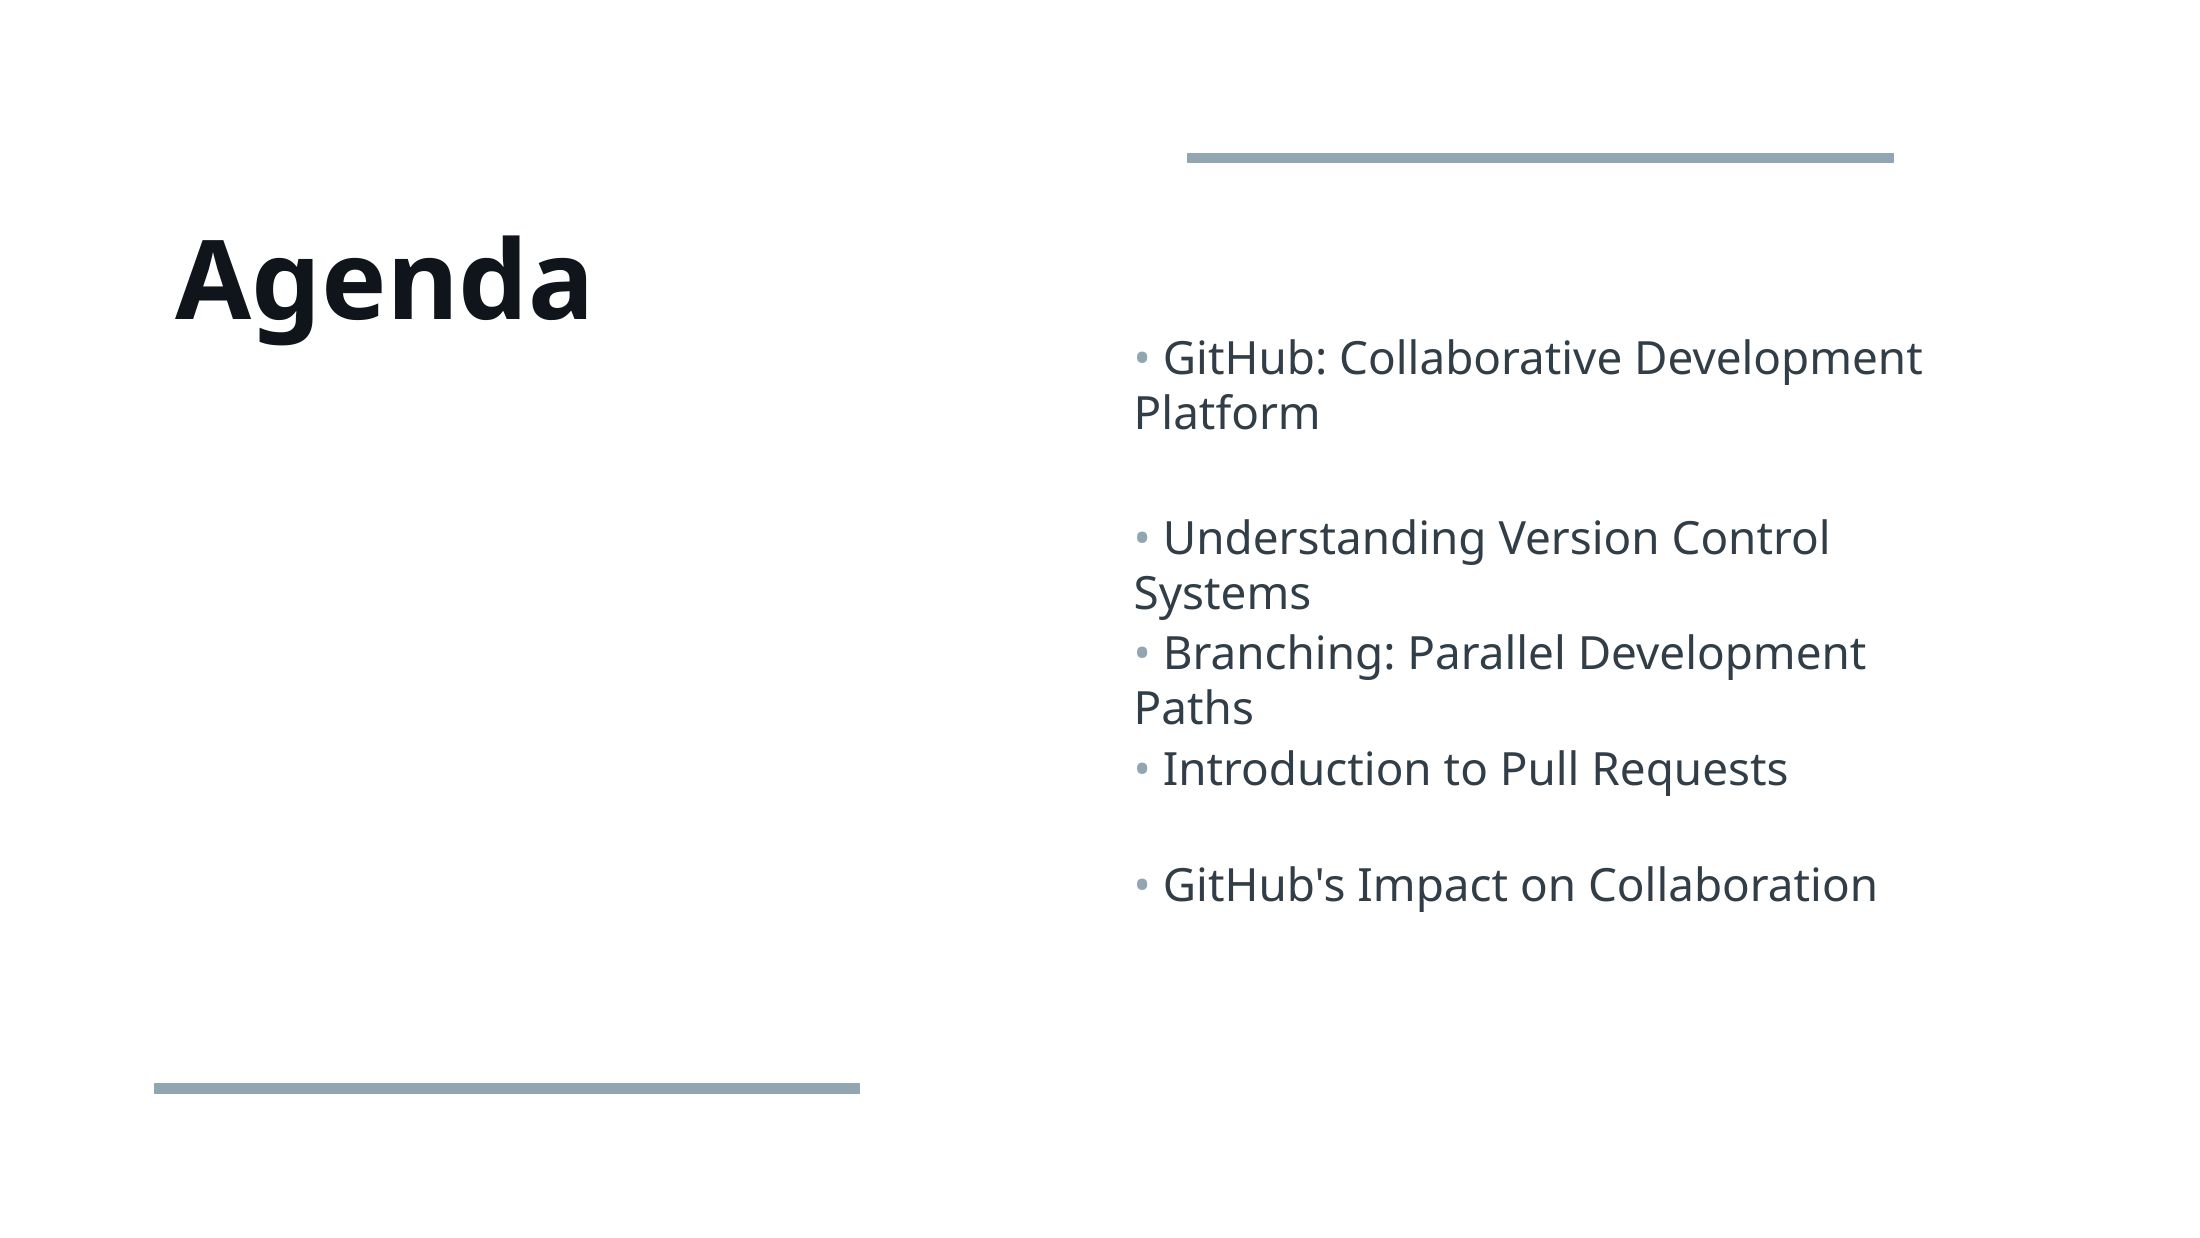 Agenda
• GitHub: Collaborative Development
Platform
• Understanding Version Control
Systems
• Branching: Parallel Development
Paths
• Introduction to Pull Requests
• GitHub's Impact on Collaboration